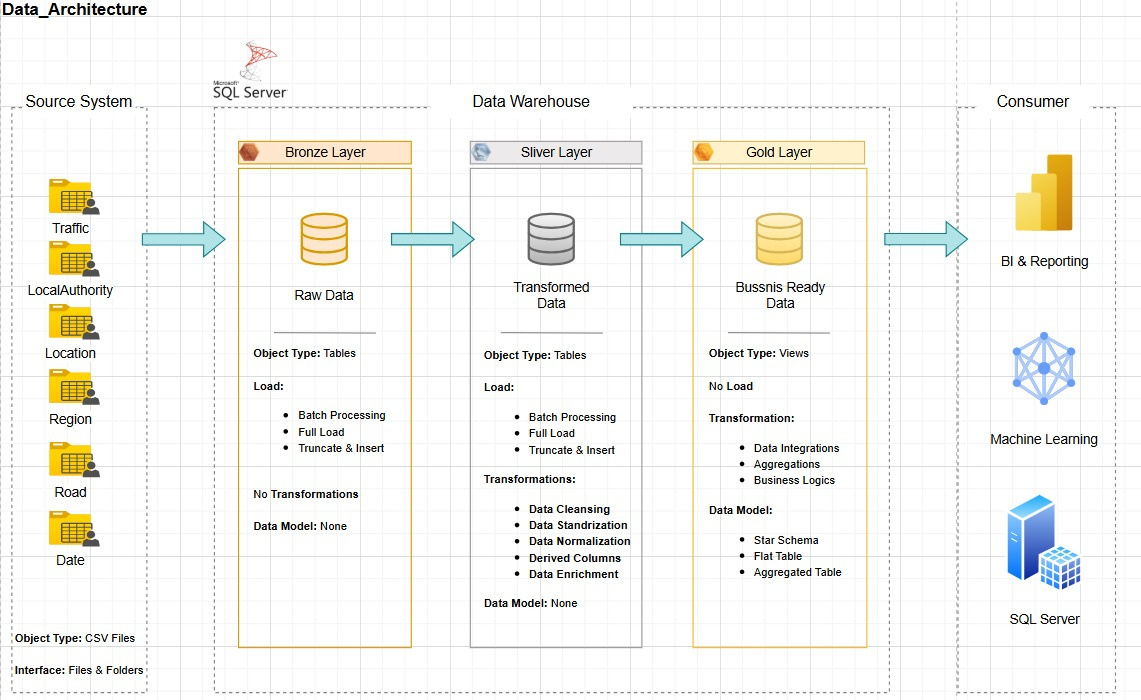 Data_Architecture
Microsoft®
SQL Server
Source System
Data Warehouse
Consumer
Traffic
LocalAuthority
Location
Region
Road
Date
Object Type: CSV Files
Interface: Files & Folders
Bronze Layer
Raw Data
Object Type: Tables
Load:
• Batch Processing
• Full Load
• Truncate & Insert
No Transformations
Data Model: None
Sliver Layer
Transformed
Data
Object Type: Tables
Load:
• Batch Processing
• Full Load
• Truncate & Insert
Transformations:
• Data Cleansing
• Data Standrization
• Data Normalization
• Derived Columns
• Data Enrichment
Data Model: None
Gold Layer
Bussnis Ready
Data
Object Type: Views
No Load
Transformation:
• Data Integrations
• Aggregations
• Business Logics
Data Model:
• Star Schema
• Flat Table
• Aggregated Table
BI & Reporting
Machine Learning
SQL Server